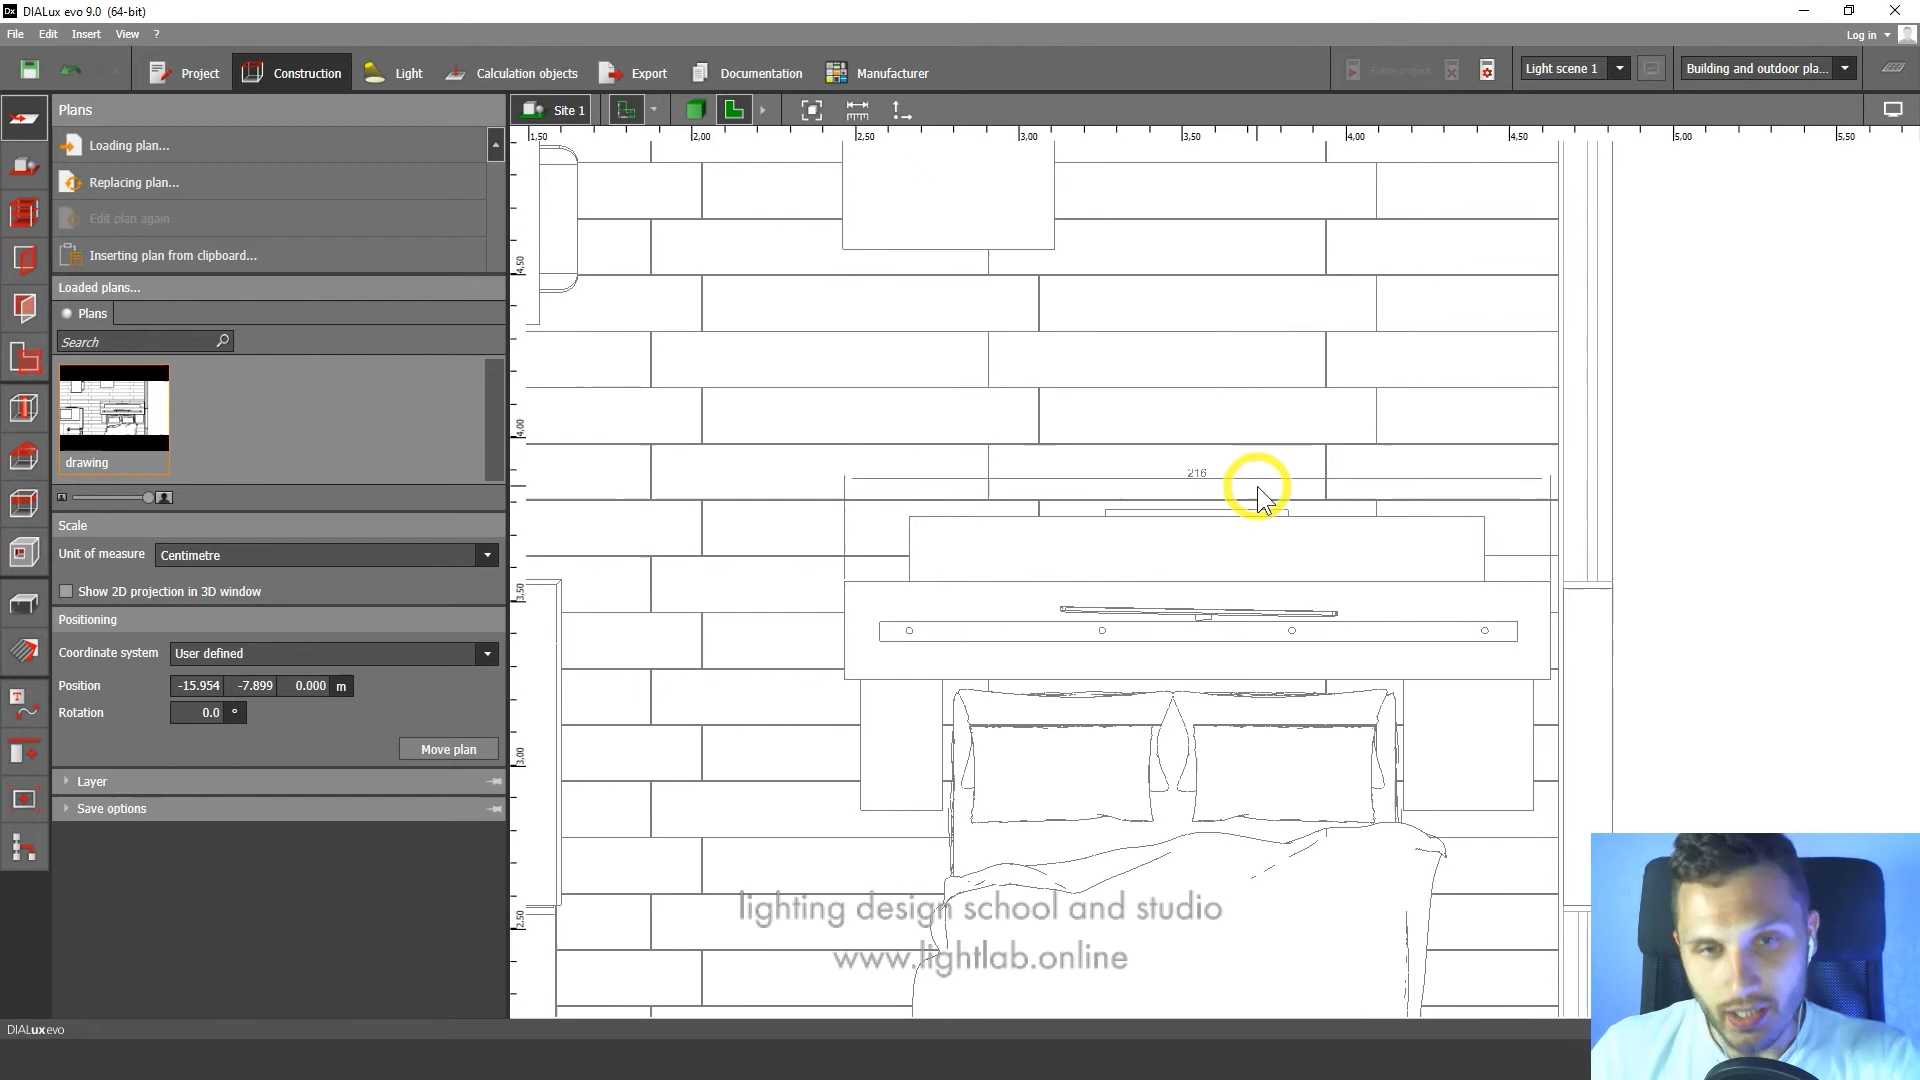 DIALux evo 9.0 (64-bit)
File Edit Insert View ?
Log in
Project Construction Light Calculation objects Export Documentation Manufacturer
Light scene 1 Building and outdoor pla...
Plans
Site 1
1,50 2,00 2,50 3,00 3,50 4,00 4,50 5,00 5,50
Loading plan...
Replacing plan...
Edit plan again
Inserting plan from clipboard...
4,50
Loaded plans...
Plans
Search
4,00
drawing
216
Scale
Unit of measure Centimetre
Show 2D projection in 3D window
3,50
Positioning
Coordinate system User defined
Position -15.954 -7.899 0.000 m
Rotation 0.0 °
Move plan
3,00
Layer
Save options
2,50
lighting design school and studio
www.lightlab.online
DIALux evo